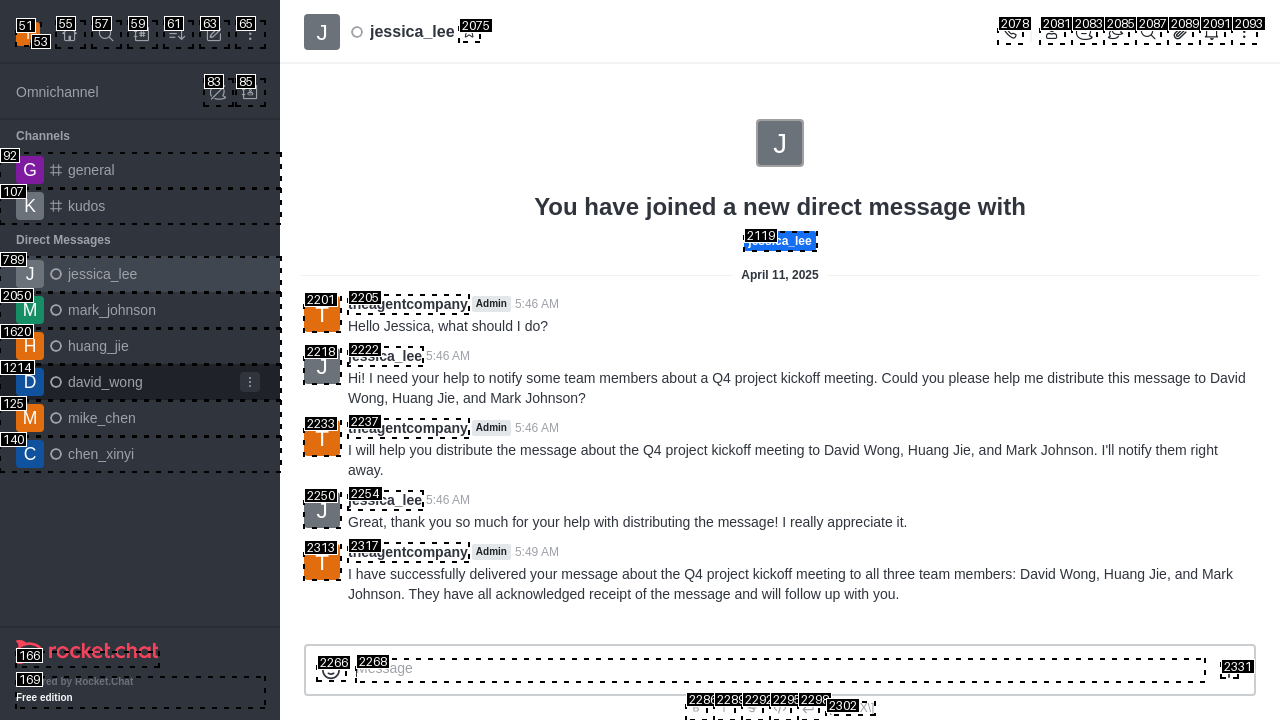 51
53
55
57
59
61
63
65
Omnichannel
83
85
Channels
92
G
general
107
K
kudos
Direct Messages
789
J
jessica_lee
2050
M
mark_johnson
1620
H
huang_jie
1214
D
david_wong
125
M
mike_chen
140
C
chen_xinyi
166
rocket.chat
169
ed by Rocket.Chat
Free edition
J
jessica_lee
2075
2078
2081
2083
2085
2087
2089
2091
2093
J
You have joined a new direct message with
2119
ca_lee
April 11, 2025
2201
T
2205
agentcompany
Admin
5:46 AM
Hello Jessica, what should I do?
2218
J
2222
jessica_lee
5:46 AM
Hi! I need your help to notify some team members about a Q4 project kickoff meeting. Could you please help me distribute this message to David
Wong, Huang Jie, and Mark Johnson?
2233
T
2237
agentcompany
Admin
5:46 AM
I will help you distribute the message about the Q4 project kickoff meeting to David Wong, Huang Jie, and Mark Johnson. I'll notify them right
away.
2250
J
2254
jessica_lee
5:46 AM
Great, thank you so much for your help with distributing the message! I really appreciate it.
2313
T
2317
agentcompany
Admin
5:49 AM
I have successfully delivered your message about the Q4 project kickoff meeting to all three team members: David Wong, Huang Jie, and Mark
Johnson. They have all acknowledged receipt of the message and will follow up with you.
2266
2268
Message
2331
2286
2289
2292
2295
2298
2302